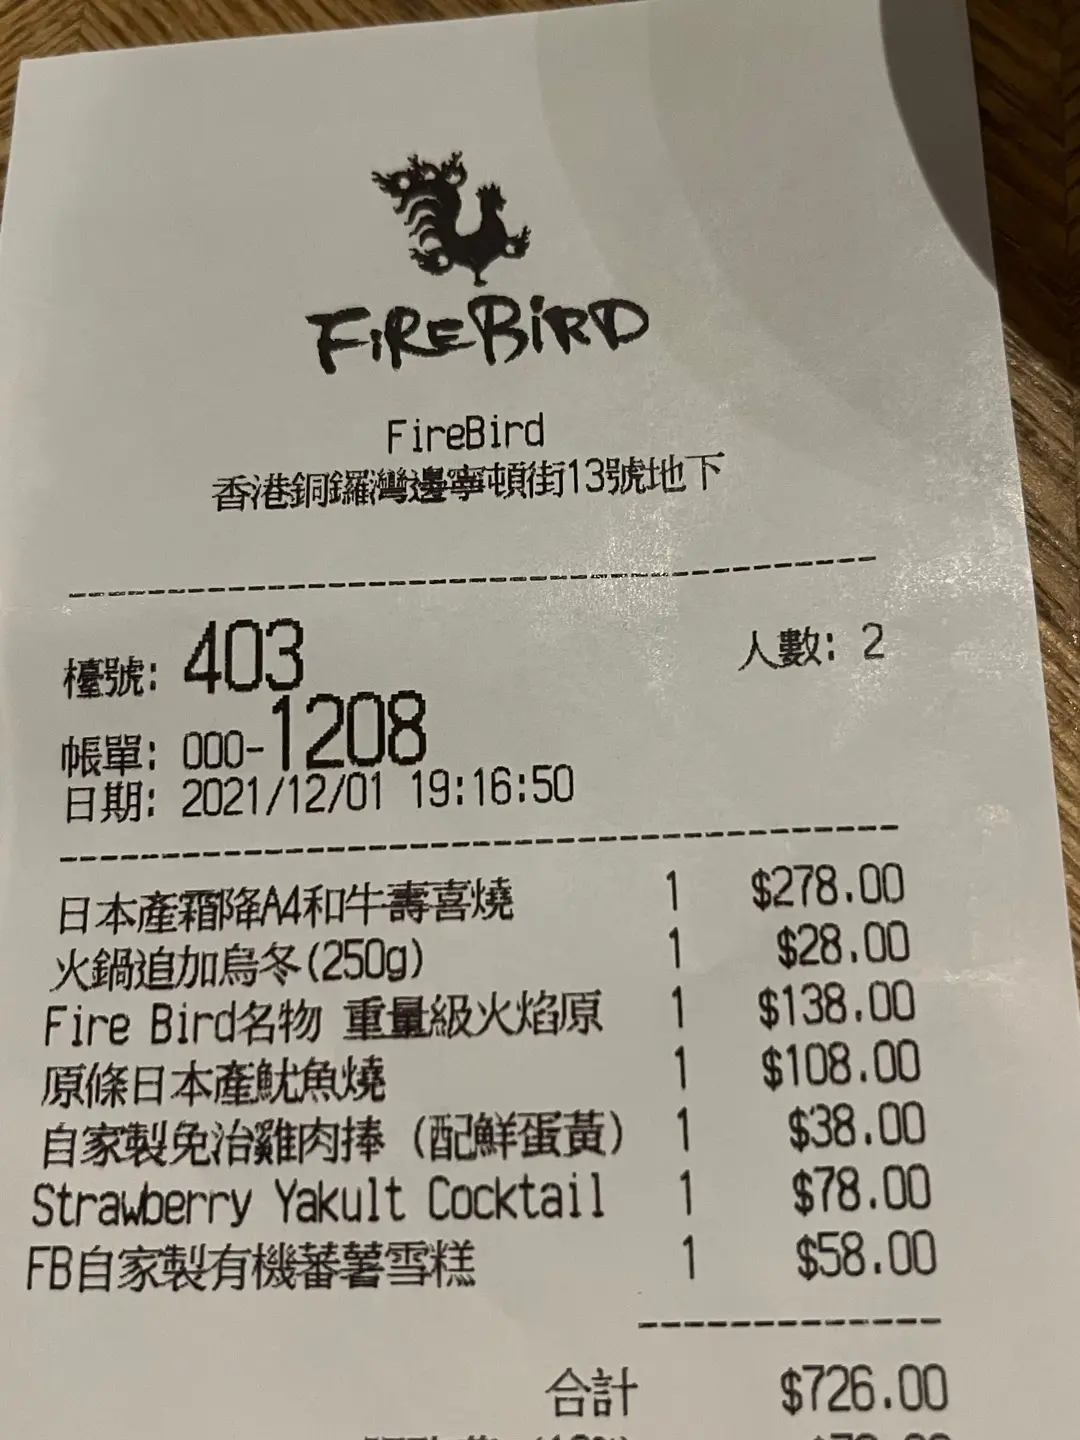 FIREBIRD
FireBird
香港銅鑼灣邊寧頓街13號地下
檯號: 403 人數: 2
帳單: 000-1208
日期: 2021/12/01 19:16:50
日本產霜降A4和牛壽喜燒 1 $278.00
火鍋追加烏冬(250g) 1 $28.00
Fire Bird名物 重量級火焰原 1 $138.00
原條日本產魷魚燒 1 $108.00
自家製免治雞肉捧 (配鮮蛋黃) 1 $38.00
Strawberry Yakult Cocktail 1 $78.00
FB自家製有機蕃薯雪糕 1 $58.00
合計 $726.00